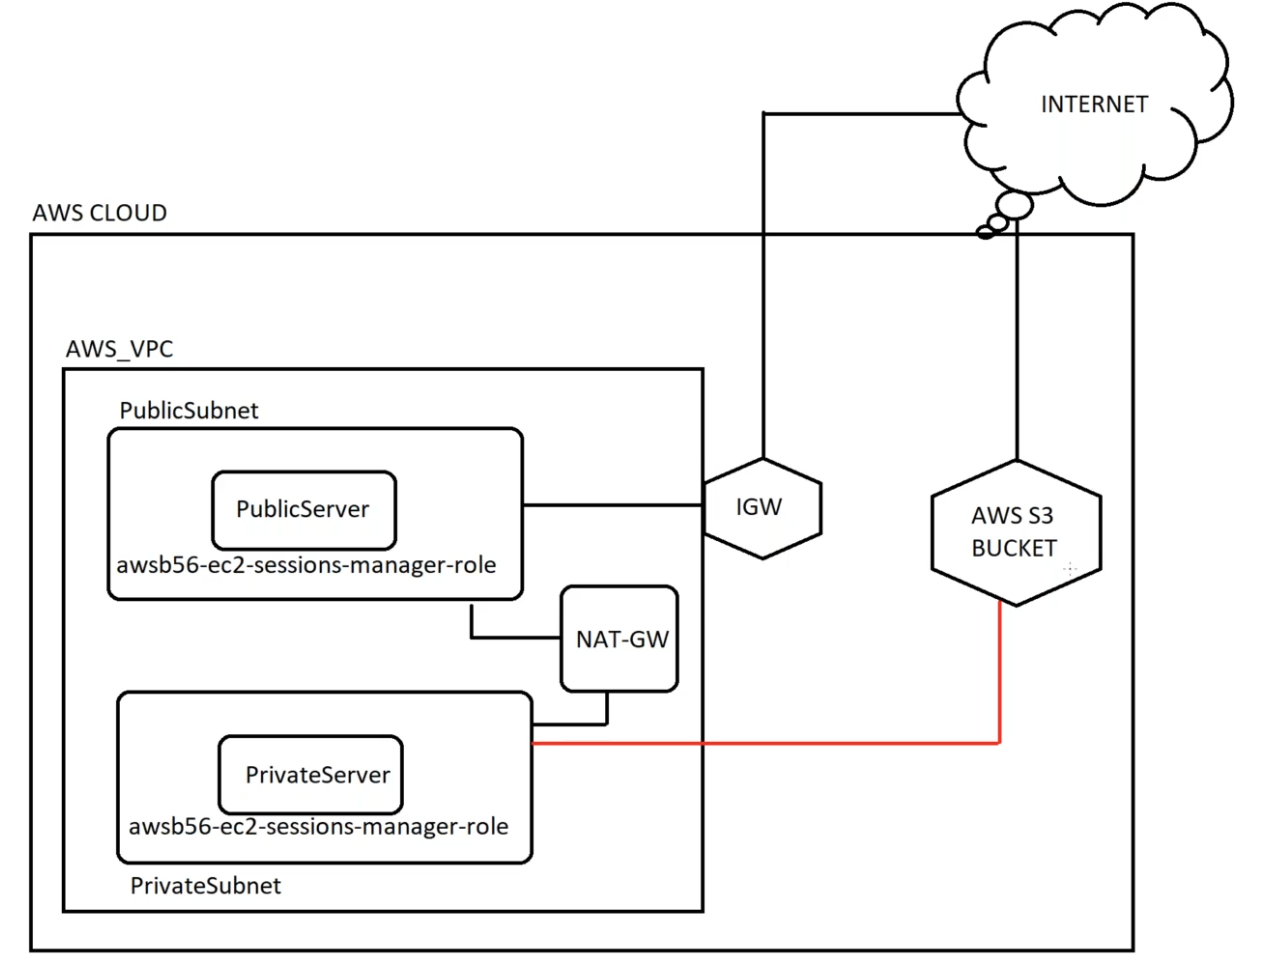 INTERNET
AWS CLOUD
AWS_VPC
PublicSubnet
PublicServer
awsb56-ec2-sessions-manager-role
IGW
AWS S3
BUCKET
NAT-GW
PrivateServer
awsb56-ec2-sessions-manager-role
PrivateSubnet